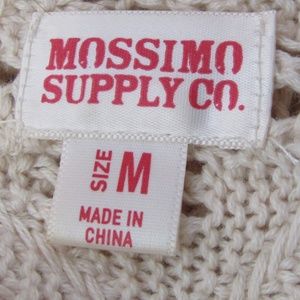 MOSSIMO
SUPPLY CO.
SIZE M
MADE IN
CHINA